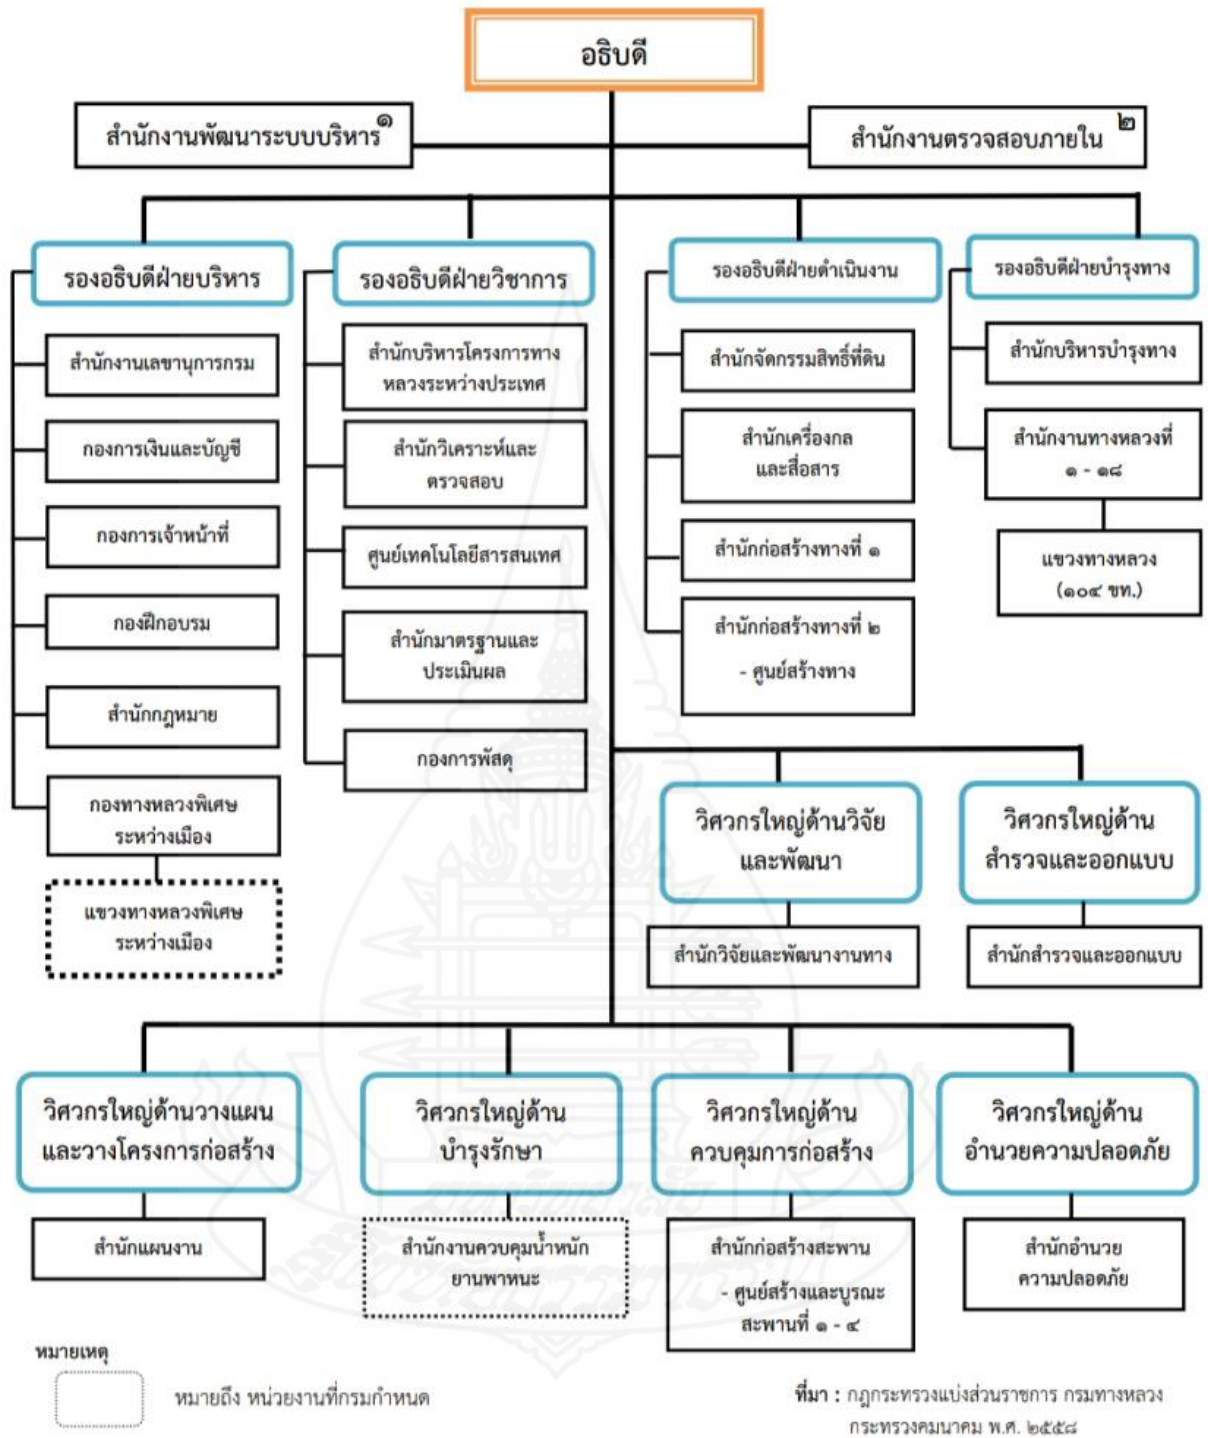 อธิบดี
สำนักงานพัฒนาระบบบริหาร๑
สำนักงานตรวจสอบภายใน ๒
รองอธิบดีฝ่ายบริหาร
สำนักงานเลขานุการกรม
กองการเงินและบัญชี
กองการเจ้าหน้าที่
กองฝึกอบรม
สำนักกฎหมาย
กองทางหลวงพิเศษ
ระหว่างเมือง
แขวงทางหลวงพิเศษ
ระหว่างเมือง
รองอธิบดีฝ่ายวิชาการ
สำนักบริหารโครงการทาง
หลวงระหว่างประเทศ
สำนักวิเคราะห์และ
ตรวจสอบ
ศูนย์เทคโนโลยีสารสนเทศ
สำนักมาตรฐานและ
ประเมินผล
กองการพัสดุ
รองอธิบดีฝ่ายดำเนินงาน
สำนักจัดกรรมสิทธิ์ที่ดิน
สำนักเครื่องกล
และสื่อสาร
สำนักก่อสร้างทางที่ ๑
สำนักก่อสร้างทางที่ ๒
- ศูนย์สร้างทาง
รองอธิบดีฝ่ายบำรุงทาง
สำนักบริหารบำรุงทาง
สำนักงานทางหลวงที่
๑ - ๑๘
แขวงทางหลวง
(๑๐๔ ขท.)
วิศวกรใหญ่ด้านวิจัย
และพัฒนา
สำนักวิจัยและพัฒนางานทาง
วิศวกรใหญ่ด้าน
สำรวจและออกแบบ
สำนักสำรวจและออกแบบ
วิศวกรใหญ่ด้านวางแผน
และวางโครงการก่อสร้าง
สำนักแผนงาน
วิศวกรใหญ่ด้าน
บำรุงรักษา
สำนักงานควบคุมน้ำหนัก
ยานพาหนะ
วิศวกรใหญ่ด้าน
ควบคุมการก่อสร้าง
สำนักก่อสร้างสะพาน
- ศูนย์สร้างและบูรณะ
สะพานที่ ๑ - ๔
วิศวกรใหญ่ด้าน
อำนวยความปลอดภัย
สำนักอำนวย
ความปลอดภัย
หมายเหตุ
หมายถึง หน่วยงานที่กรมกำหนด
ที่มา : กฎกระทรวงแบ่งส่วนราชการ กรมทางหลวง
กระทรวงคมนาคม พ.ศ. ๒๕๕๘